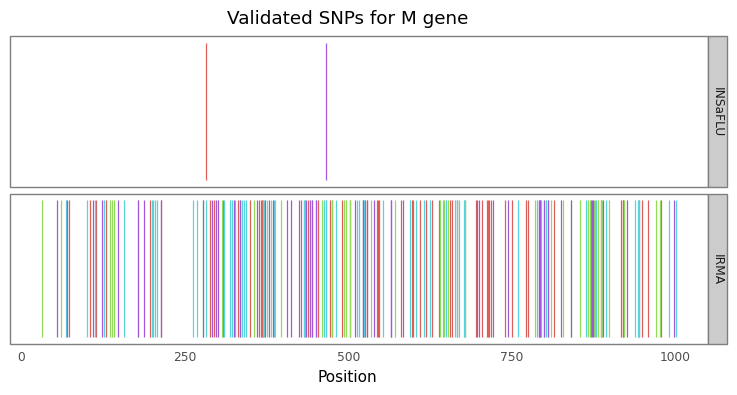 Validated SNPs for M gene
INSaFLU
IRMA
0 250 500 750 1000
Position